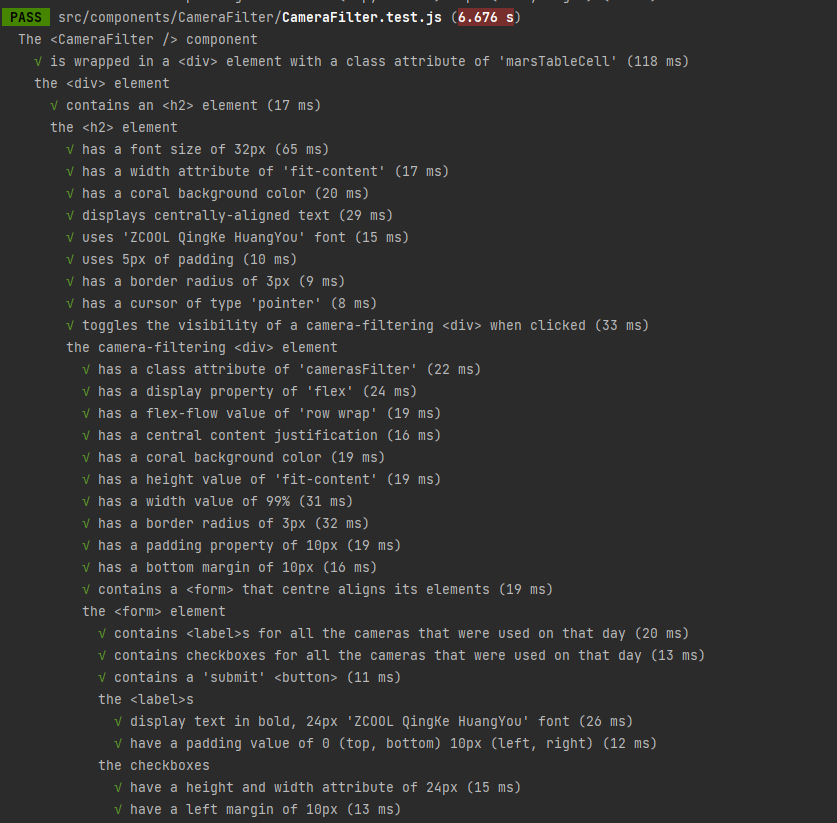 PASS src/components/CameraFilter/CameraFilter.test.js (6.676 s)
The <CameraFilter /> component
√ is wrapped in a <div> element with a class attribute of 'marsTableCell' (118 ms)
the <div> element
√ contains an <h2> element (17 ms)
the <h2> element
√ has a font size of 32px (65 ms)
√ has a width attribute of 'fit-content' (17 ms)
√ has a coral background color (20 ms)
√ displays centrally-aligned text (29 ms)
√ uses 'ZCOOL QingKe HuangYou' font (15 ms)
√ uses 5px of padding (10 ms)
√ has a border radius of 3px (9 ms)
√ has a cursor of type 'pointer' (8 ms)
√ toggles the visibility of a camera-filtering <div> when clicked (33 ms)
the camera-filtering <div> element
√ has a class attribute of 'camerasFilter' (22 ms)
√ has a display property of 'flex' (24 ms)
√ has a flex-flow value of 'row wrap' (19 ms)
√ has a central content justification (16 ms)
√ has a coral background color (19 ms)
√ has a height value of 'fit-content' (19 ms)
√ has a width value of 99% (31 ms)
√ has a border radius of 3px (32 ms)
√ has a padding property of 10px (19 ms)
√ has a bottom margin of 10px (16 ms)
√ contains a <form> that centre aligns its elements (19 ms)
the <form> element
√ contains <label>s for all the cameras that were used on that day (20 ms)
√ contains checkboxes for all the cameras that were used on that day (13 ms)
√ contains a 'submit' <button> (11 ms)
the <label>s
√ display text in bold, 24px 'ZCOOL QingKe HuangYou' font (26 ms)
√ have a padding value of 0 (top, bottom) 10px (left, right) (12 ms)
the checkboxes
√ have a height and width attribute of 24px (15 ms)
√ have a left margin of 10px (13 ms)